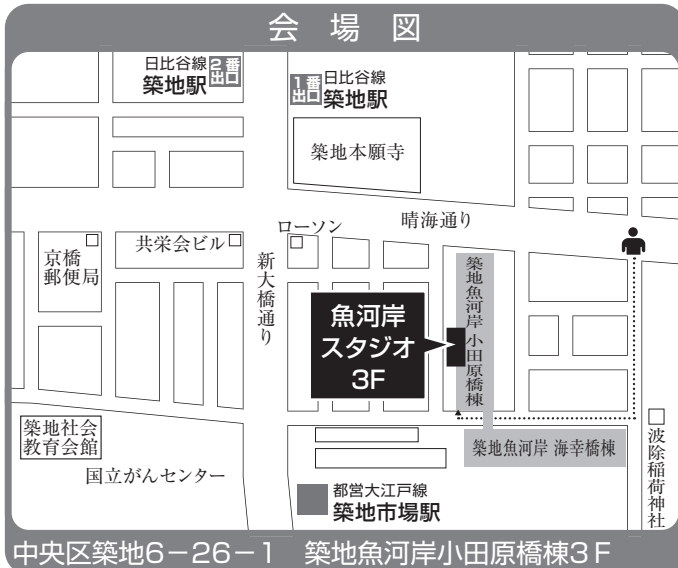 会場図
日比谷線
築地駅
2番
出口
1番
出口
日比谷線
築地駅
築地本願寺
晴海通り
ローソン
共栄会ビル
京橋
郵便局
新大橋通り
築地魚河岸 小田原橋棟
魚河岸
スタジオ
3F
築地社会
教育会館
国立がんセンター
築地魚河岸 海幸橋棟
波除稲荷神社
都営大江戸線
築地市場駅
中央区築地6−26−1 築地魚河岸小田原橋棟3F